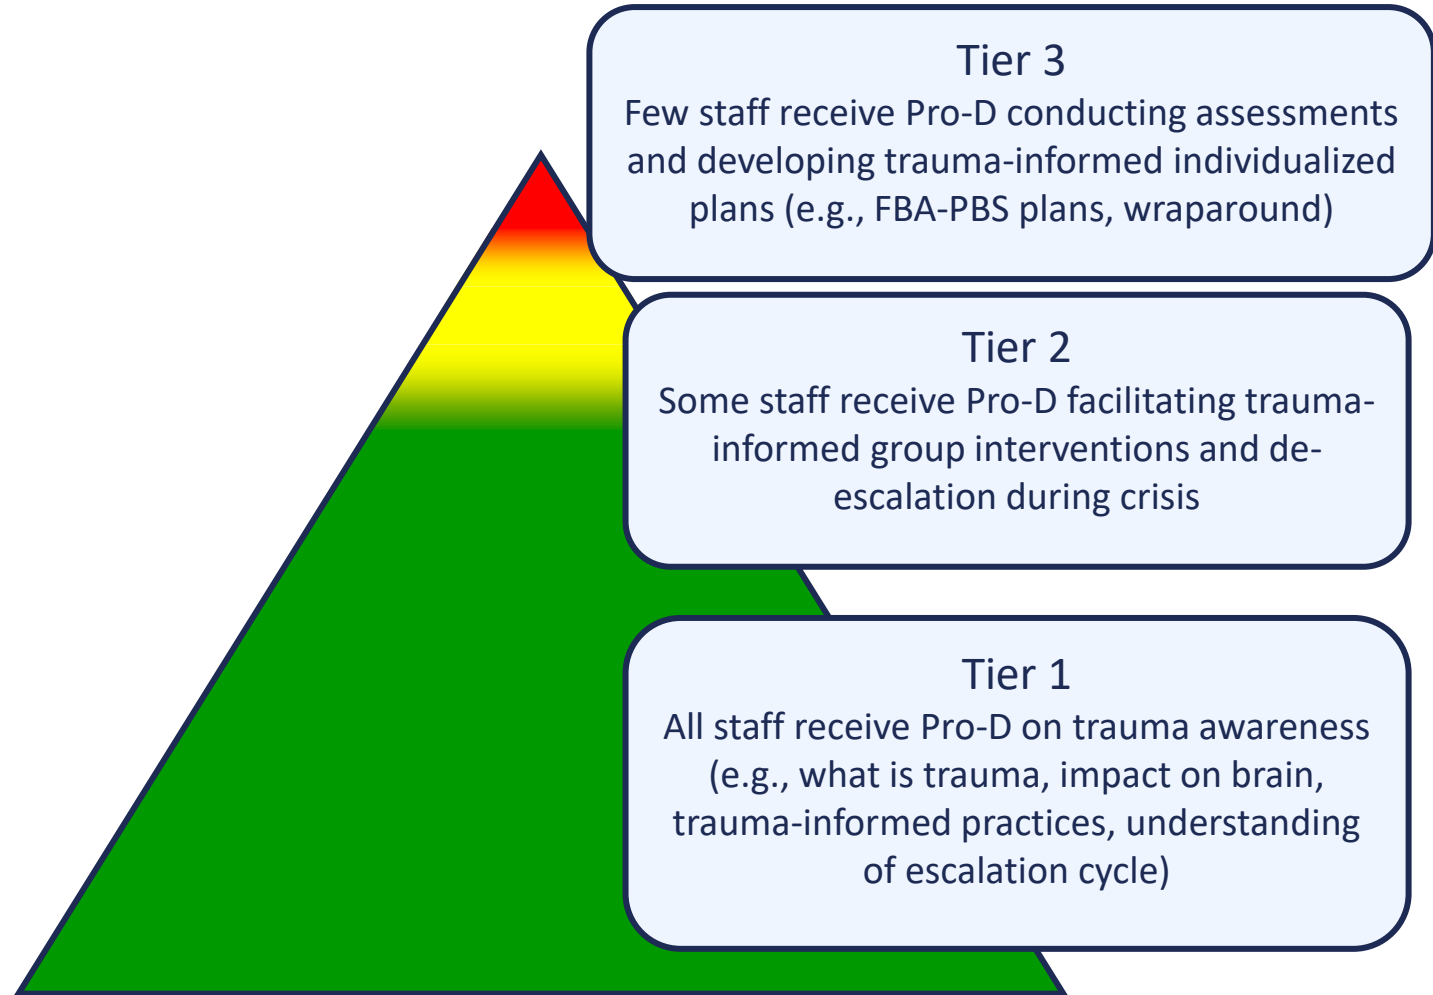 Tier 3
Few staff receive Pro-D conducting assessments
and developing trauma-informed individualized
plans (e.g., FBA-PBS plans, wraparound)
Tier 2
Some staff receive Pro-D facilitating trauma-
informed group interventions and de-
escalation during crisis
Tier 1
All staff receive Pro-D on trauma awareness
(e.g., what is trauma, impact on brain,
trauma-informed practices, understanding
of escalation cycle)